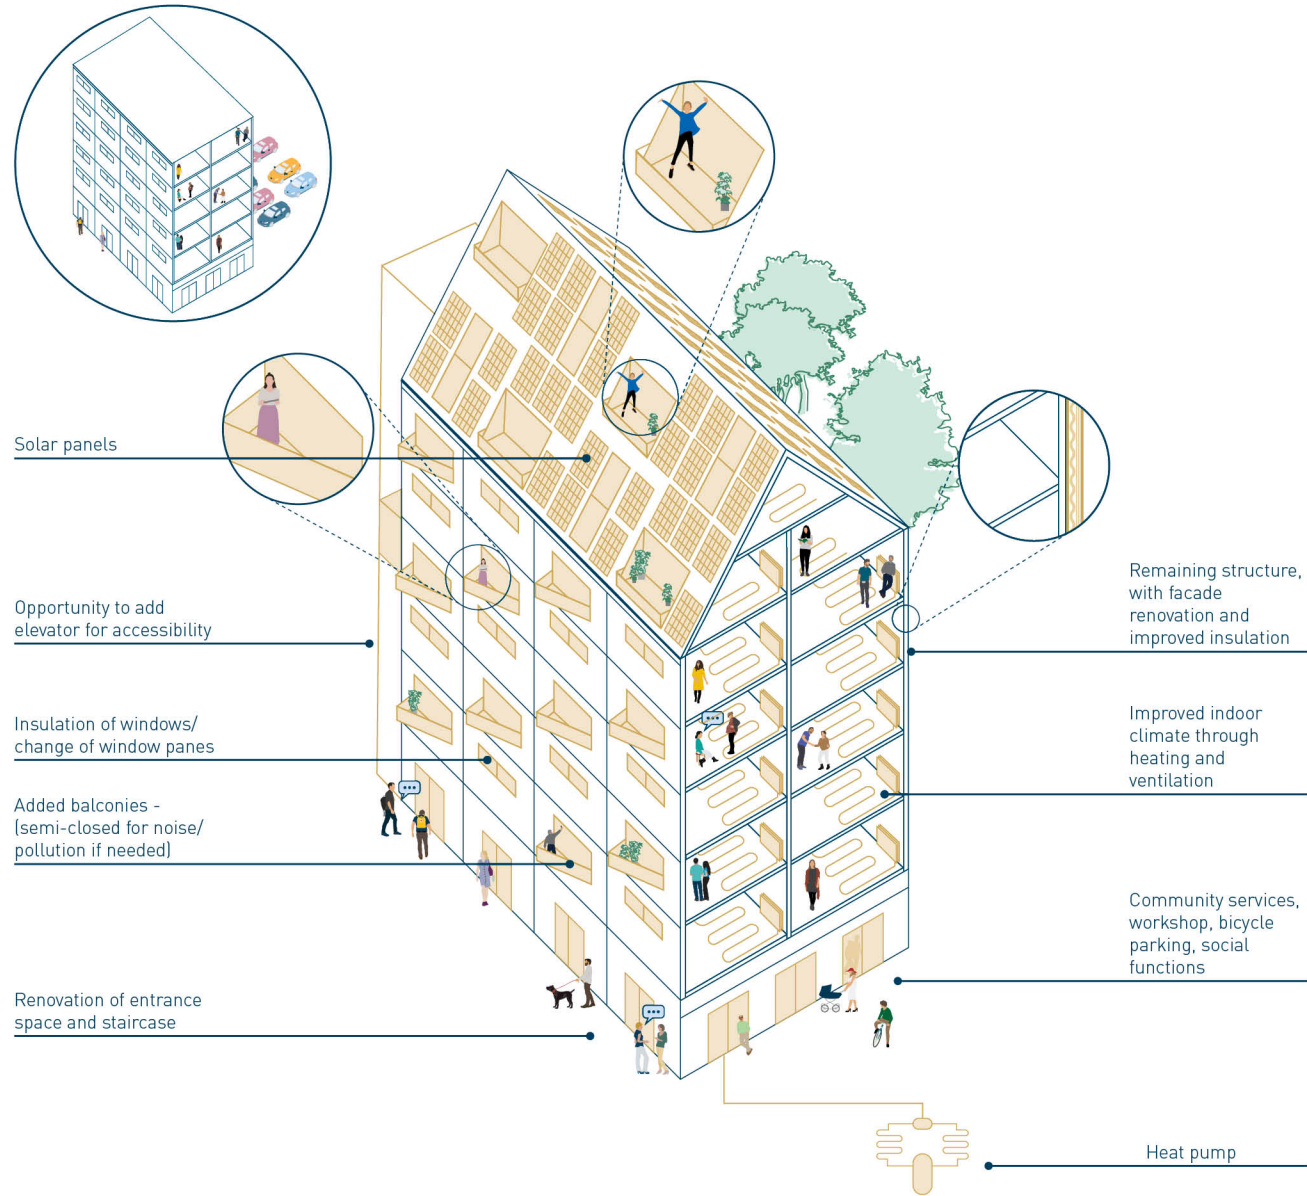 Solar panels
Opportunity to add
elevator for accessibility
Insulation of windows/
change of window panes
Added balconies -
(semi-closed for noise/
pollution if needed)
Renovation of entrance
space and staircase
Remaining structure,
with facade
renovation and
improved insulation
Improved indoor
climate through
heating and
ventilation
Community services,
workshop, bicycle
parking, social
functions
Heat pump